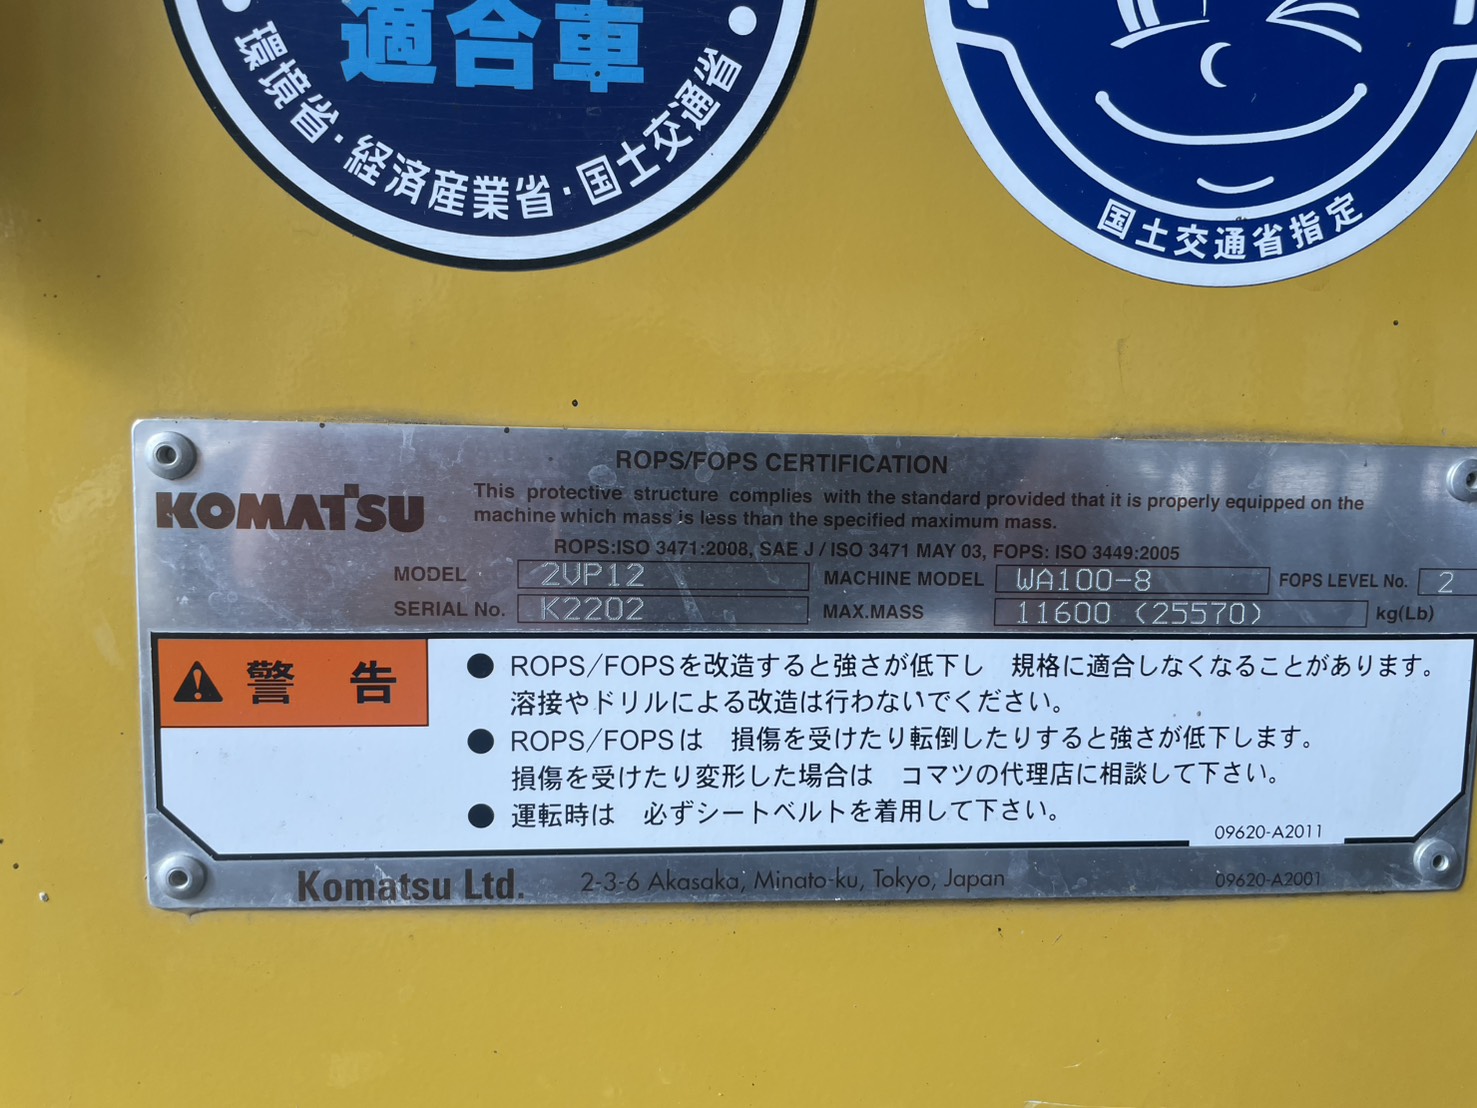 適合車
環境省・経済産業省・国土交通省
国土交通省指定
ROPS/FOPS CERTIFICATION
KOMATSU
This protective structure complies with the standard provided that it is properly equipped on the
machine which mass is less than the specified maximum mass.
ROPS:ISO 3471:2008, SAE J / ISO 3471 MAY 03, FOPS: ISO 3449:2005
MODEL 2VP12 MACHINE MODEL WA100-8 FOPS LEVEL No. 2
SERIAL No. K2202 MAX.MASS 11600 (25570) kg(Lb)
警告
● ROPS/FOPSを改造すると強さが低下し 規格に適合しなくなることがあります。
溶接やドリルによる改造は行わないでください。
● ROPS/FOPSは 損傷を受けたり転倒したりすると強さが低下します。
損傷を受けたり変形した場合は コマツの代理店に相談して下さい。
● 運転時は 必ずシートベルトを着用して下さい。
09620-A2011
Komatsu Ltd. 2-3-6 Akasaka, Minato-ku, Tokyo, Japan 09620-A2001